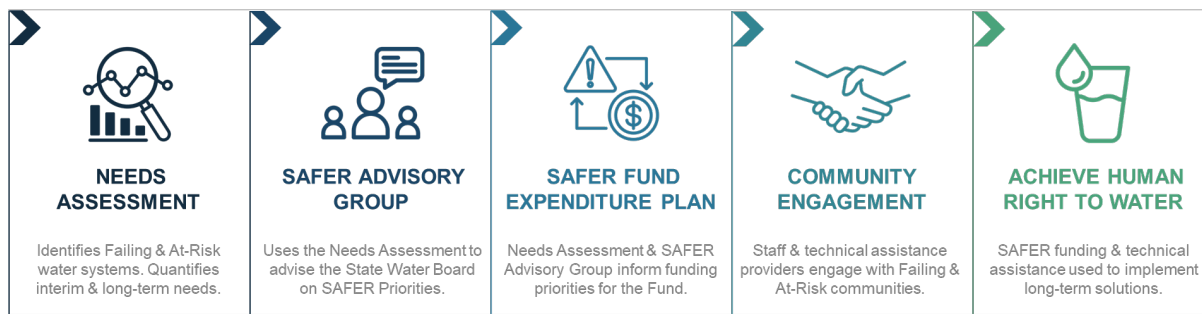 NEEDS
ASSESSMENT
Identifies Failing & At-Risk
water systems. Quantifies
interim & long-term needs.
SAFER ADVISORY
GROUP
Uses the Needs Assessment to
advise the State Water Board
on SAFER Priorities.
SAFER FUND
EXPENDITURE PLAN
Needs Assessment & SAFER
Advisory Group inform funding
priorities for the Fund.
COMMUNITY
ENGAGEMENT
Staff & technical assistance
providers engage with Failing &
At-Risk communities.
ACHIEVE HUMAN
RIGHT TO WATER
SAFER funding & technical
assistance used to implement
long-term solutions.